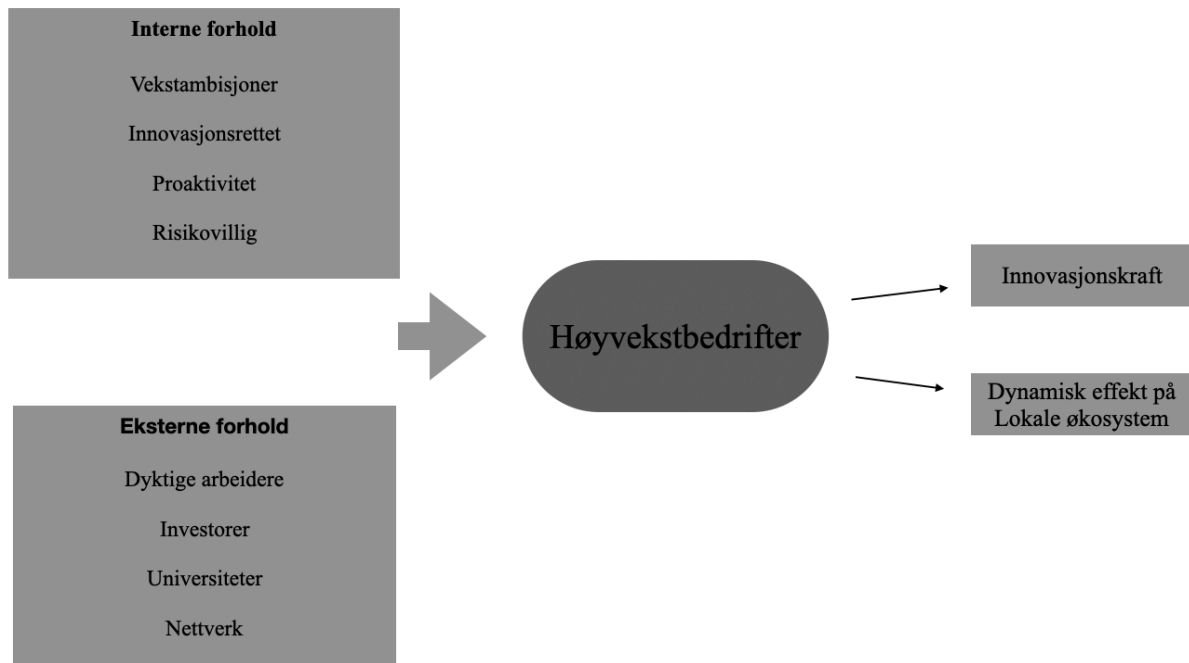 Interne forhold
Vekstambisjoner
Innovasjonsrettet
Proaktivitet
Risikovillig
Eksterne forhold
Dyktige arbeidere
Investorer
Universiteter
Nettverk
Høyvekstbedrifter
Innovasjonskraft
Dynamisk effekt på
Lokale økosystem